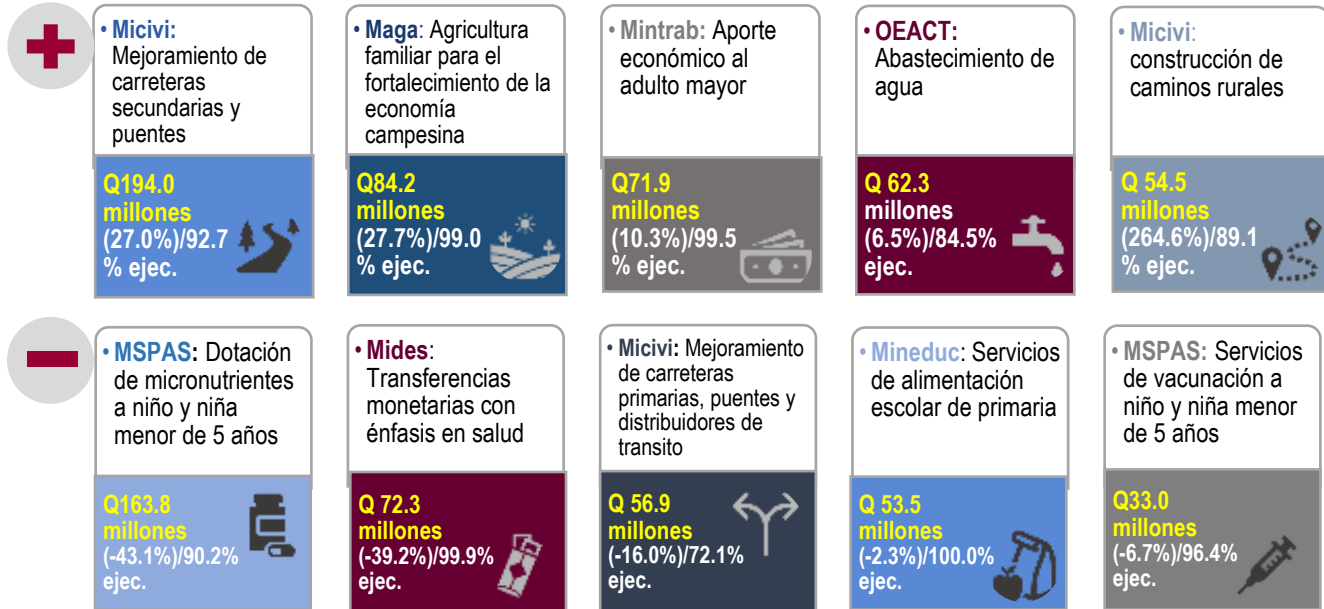 • Micivi:
Mejoramiento de
carreteras
secundarias y
puentes
Q194.0
millones
(27.0%)/92.7
% ejec.
• Maga: Agricultura
familiar para el
fortalecimiento de la
economía
campesina
Q84.2
millones
(27.7%)/99.0
% ejec.
• Mintrab: Aporte
económico al
adulto mayor
Q71.9
millones
(10.3%)/99.5
% ejec.
• OEACT:
Abastecimiento de
agua
Q 62.3
millones
(6.5%)/84.5%
ejec.
• Micivi:
construcción de
caminos rurales
Q 54.5
millones
(264.6%)/89.1
% ejec.
• MSPAS: Dotación
de micronutrientes
a niño y niña
menor de 5 años
Q163.8
millones
(-43.1%)/90.2%
ejec.
• Mides:
Transferencias
monetarias con
énfasis en salud
Q 72.3
millones
(-39.2%)/99.9%
ejec.
• Micivi: Mejoramiento
de carreteras
primarias, puentes y
distribuidores de
transito
Q 56.9
millones
(-16.0%)/72.1%
ejec.
• Mineduc: Servicios
de alimentación
escolar de primaria
Q 53.5
millones
(-2.3%)/100.0%
ejec.
• MSPAS: Servicios
de vacunación a
niño y niña menor
de 5 años
Q33.0
millones
(-6.7%)/96.4%
ejec.